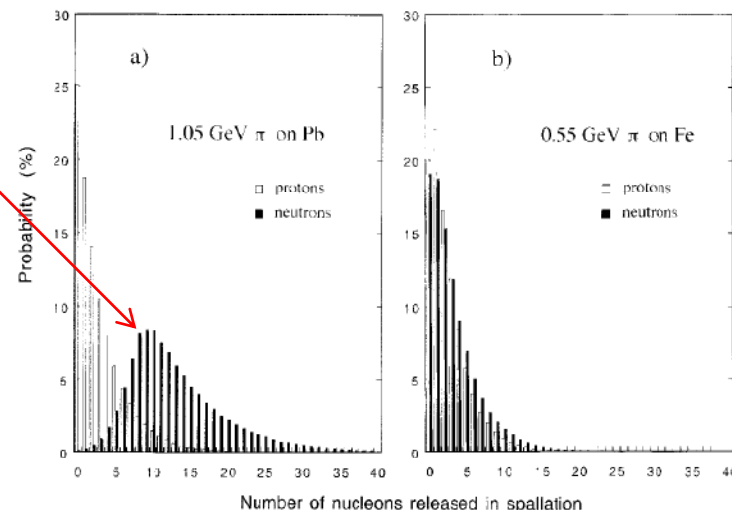 a)
1.05 GeV π on Pb
□ protons
■ neutrons
b)
0.55 GeV π on Fe
protons
■ neutrons
Probability (%)
30
25
20
15
10
5
0
30
25
20
15
10
5
0
0 5 10 15 20 25 30 35 40
0 5 10 15 20 25 30 35 40
Number of nucleons released in spallation